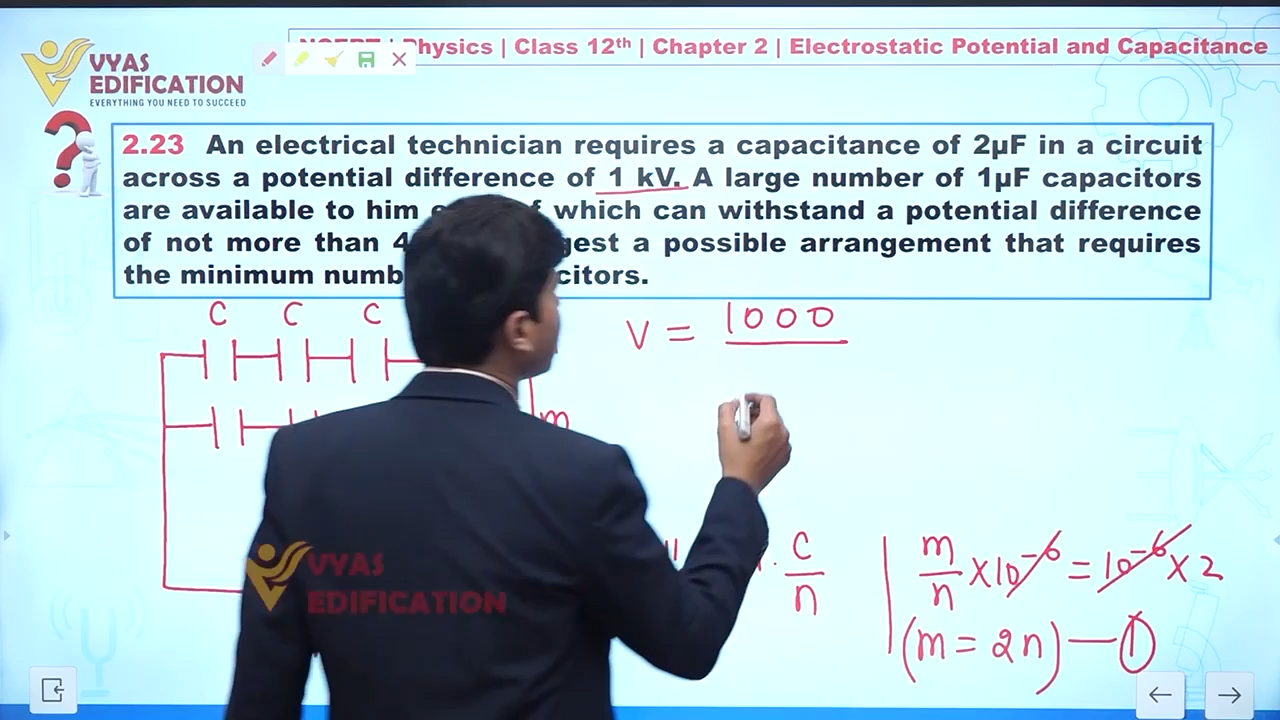 VYAS
EDIFICATION
EVERYTHING YOU NEED TO SUCCEED
Physics | Class 12th | Chapter 2 | Electrostatic Potential and Capacitance
2.23 An electrical technician requires a capacitance of 2µF in a circuit
across a potential difference of 1 kV. A large number of 1µF capacitors
are available to him which can withstand a potential difference
of not more than 4 a possible arrangement that requires
the minimum
C C C
V = 1000
m
C/n
m/n ×10⁻⁶ = 10⁻⁶ × 2
(m = 2n) — ①
VYAS
EDIFICATION